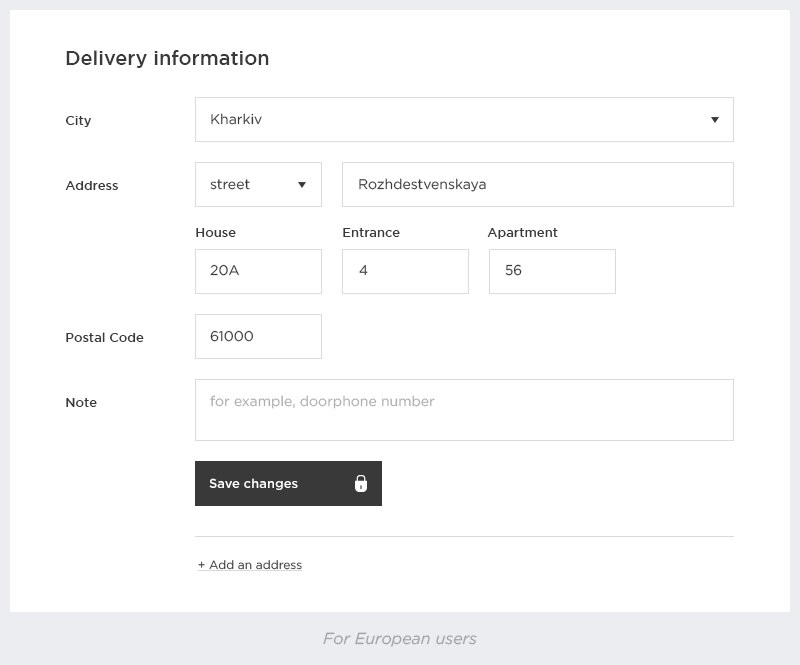 Delivery information
City
Kharkiv
Address
street
Rozhdestvenskaya
House
Entrance
Apartment
20A
4
56
Postal Code
61000
Note
for example, doorphone number
Save changes
+ Add an address
For European users